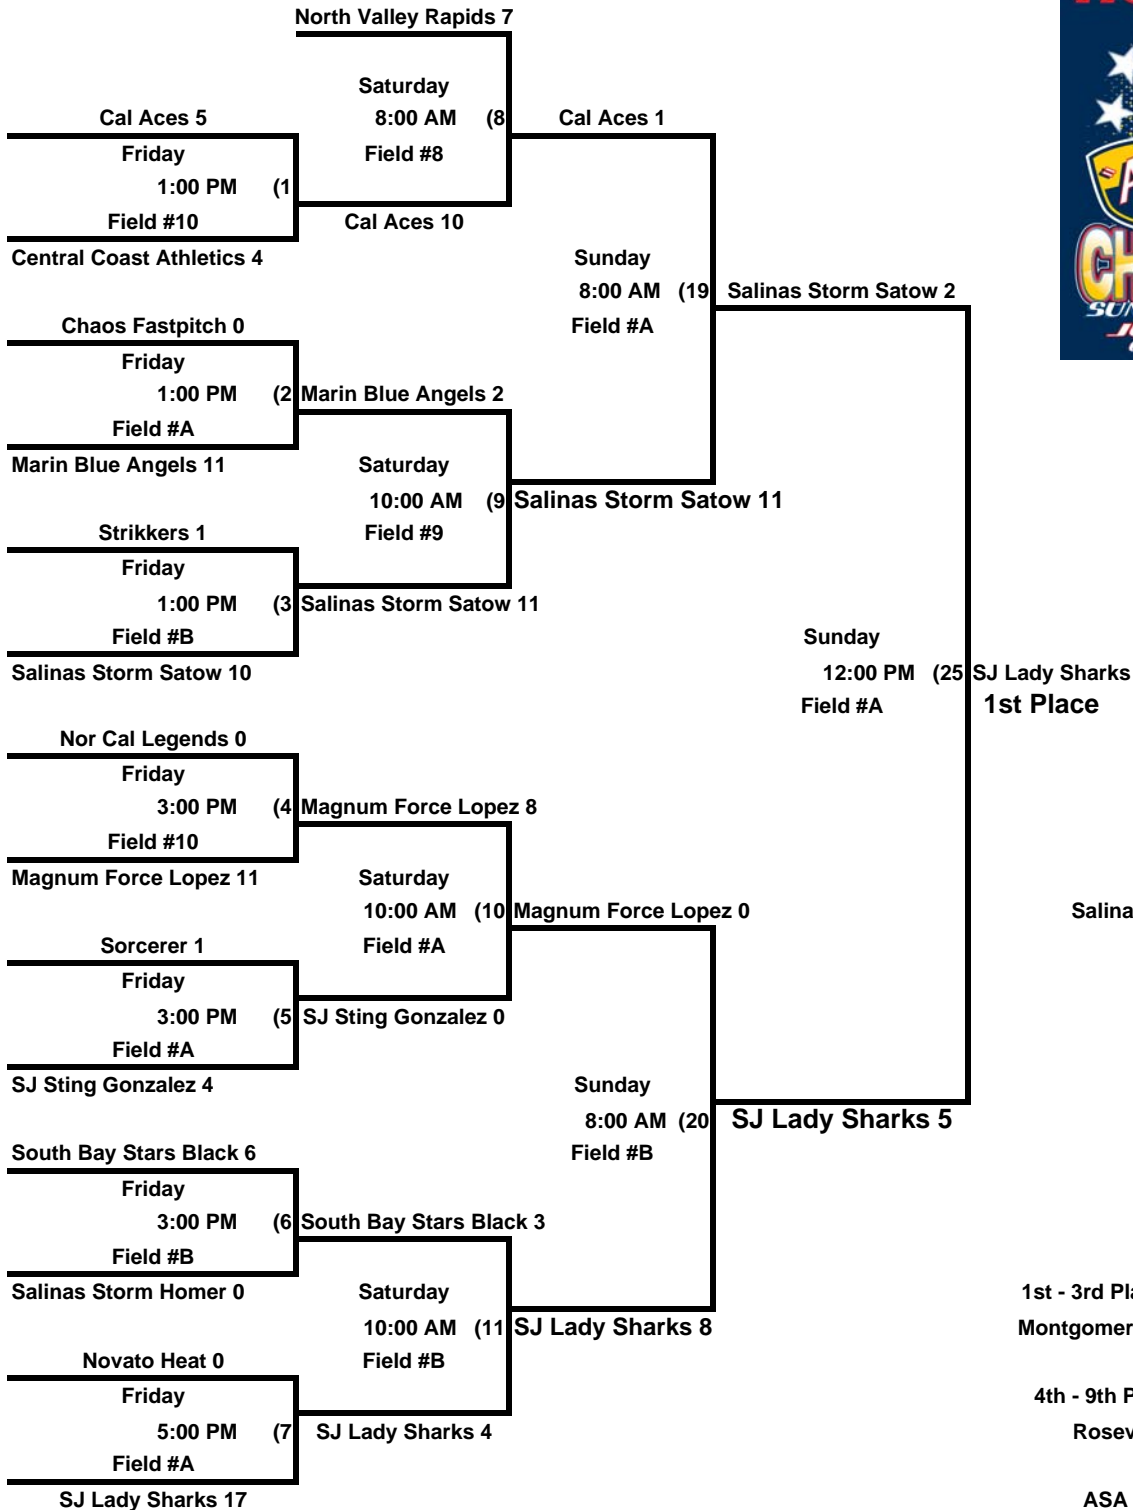 North Valley Rapids 7
Saturday
Cal Aces 5
8:00 AM (8
Cal Aces 1
Friday
Field #8
1:00 PM (1
Field #10
Cal Aces 10
Central Coast Athletics 4
Sunday
8:00 AM (19
Salinas Storm Satow 2
Chaos Fastpitch 0
Field #A
Friday
1:00 PM (2
Marin Blue Angels 2
Field #A
Marin Blue Angels 11
Saturday
10:00 AM (9
Salinas Storm Satow 11
Strikkers 1
Field #9
Friday
1:00 PM (3
Salinas Storm Satow 11
Field #B
Sunday
Salinas Storm Satow 10
12:00 PM (25
SJ Lady Sharks
Field #A
1st Place
Nor Cal Legends 0
Friday
3:00 PM (4
Magnum Force Lopez 8
Field #10
Magnum Force Lopez 11
Saturday
10:00 AM (10
Magnum Force Lopez 0
Salina
Sorcerer 1
Field #A
Friday
3:00 PM (5
SJ Sting Gonzalez 0
Field #A
SJ Sting Gonzalez 4
Sunday
8:00 AM (20
SJ Lady Sharks 5
South Bay Stars Black 6
Field #B
Friday
3:00 PM (6
South Bay Stars Black 3
Field #B
Salinas Storm Homer 0
Saturday
1st - 3rd Pla
10:00 AM (11
SJ Lady Sharks 8
Montgomer
Novato Heat 0
Field #B
Friday
4th - 9th P
5:00 PM (7
SJ Lady Sharks 4
Rosev
Field #A
SJ Lady Sharks 17
ASA